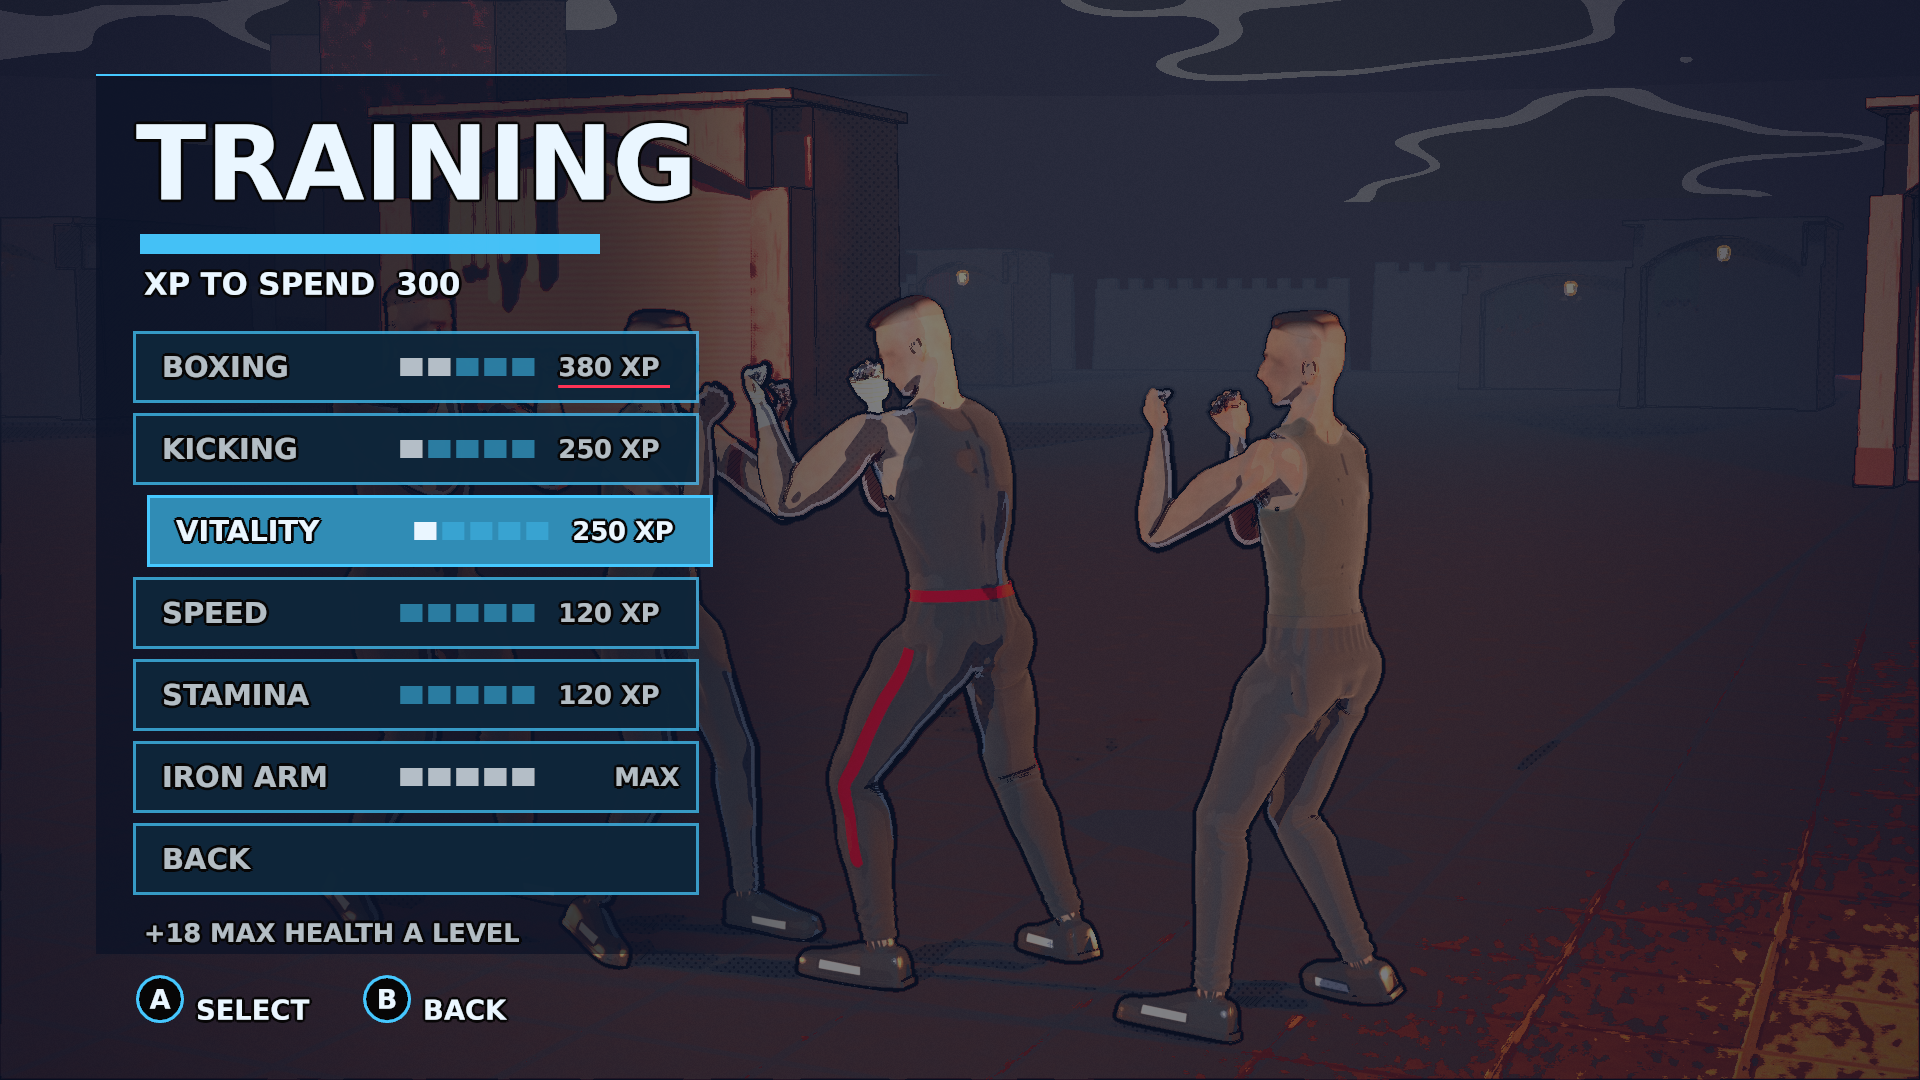 TRAINING
XP TO SPEND 300
BOXING 380 XP
KICKING 250 XP
VITALITY 250 XP
SPEED 120 XP
STAMINA 120 XP
IRON ARM MAX
BACK
+18 MAX HEALTH A LEVEL
A SELECT B BACK